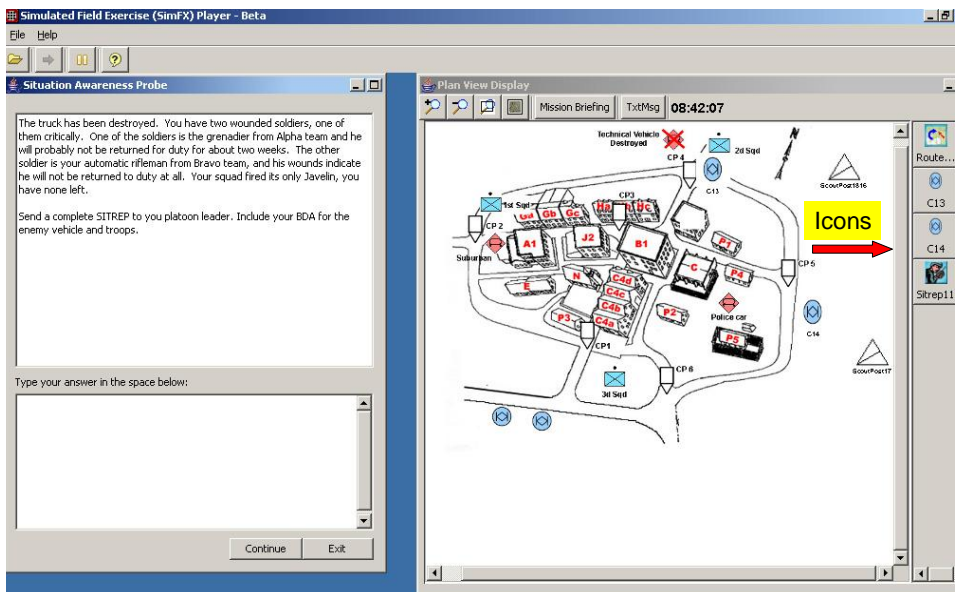 Simulated Field Exercise (SimFX) Player - Beta
File Help
Situation Awareness Probe
The truck has been destroyed. You have two wounded soldiers, one of
them critically. One of the soldiers is the grenadier from Alpha team and he
will probably not be returned for duty for about two weeks. The other
soldier is your automatic rifleman from Bravo team, and his wounds indicate
he will not be returned to duty at all. Your squad fired its only Javelin, you
have none left.
Send a complete SITREP to you platoon leader. Include your BDA for the
enemy vehicle and troops.
Type your answer in the space below:
Continue Exit
Plan View Display
Mission Briefing TxtMsg 08:42:07
Technical Vehicle
Destroyed
CP 4
2d Sqd
C13
ScoutPost1816
1st Sqd
Ga Gb Gc
Ha Hc
CP3
CP 2
Suburban
A1
J2
B1
P1
C
P4
CP 5
E
N
C4d
C4c
C4b
C4a
P3
P2
Police car
P5
C14
ScoutPost17
CP1
CP 6
3d Sqd
Icons
Route...
C13
C14
Sitrep11